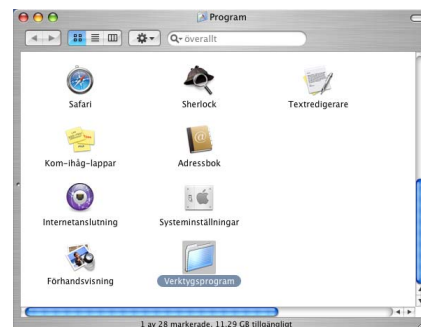 Program
överallt
Safari
Sherlock
Textredigerare
Kom-ihåg-lappar
Adressbok
Internetanslutning
Systeminställningar
Förhandsvisning
Verktygsprogram
1 av 28 markerade, 11,29 GB tillgängligt